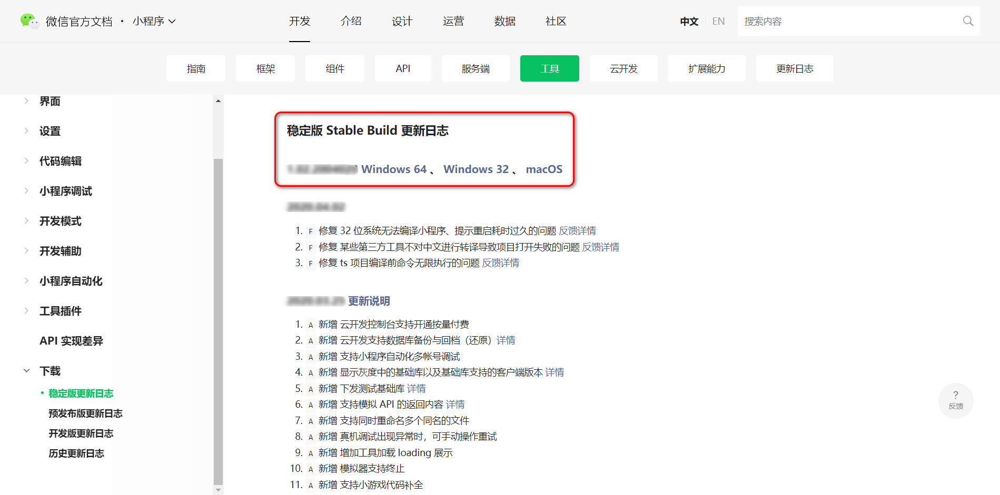 微信官方文档 · 小程序
开发 介绍 设计 运营 数据 社区
中文 EN 搜索内容
指南 框架 组件 API 服务端 工具 云开发 扩展能力 更新日志
界面
设置
代码编辑
小程序调试
开发模式
开发辅助
小程序自动化
工具插件
API 实现差异
下载
• 稳定版更新日志
预发布版更新日志
开发版更新日志
历史更新日志
稳定版 Stable Build 更新日志
Windows 64 、 Windows 32 、 macOS
1. F 修复 32 位系统无法编译小程序、提示重启耗时过久的问题 反馈详情
2. F 修复 某些第三方工具不对中文进行转译导致项目打开失败的问题 反馈详情
3. F 修复 ts 项目编译前命令无限执行的问题 反馈详情
更新说明
1. A 新增 云开发控制台支持开通按量付费
2. A 新增 云开发支持数据库备份与回档（还原）详情
3. A 新增 支持小程序自动化多帐号调试
4. A 新增 显示灰度中的基础库以及基础库支持的客户端版本 详情
5. A 新增 下发测试基础库 详情
6. A 新增 支持模拟 API 的返回内容 详情
7. A 新增 支持同时重命名多个同名的文件
8. A 新增 真机调试出现异常时，可手动操作重试
9. A 新增 增加工具加载 loading 展示
10. A 新增 模拟器支持终止
11. A 新增 支持小游戏代码补全
?
反馈